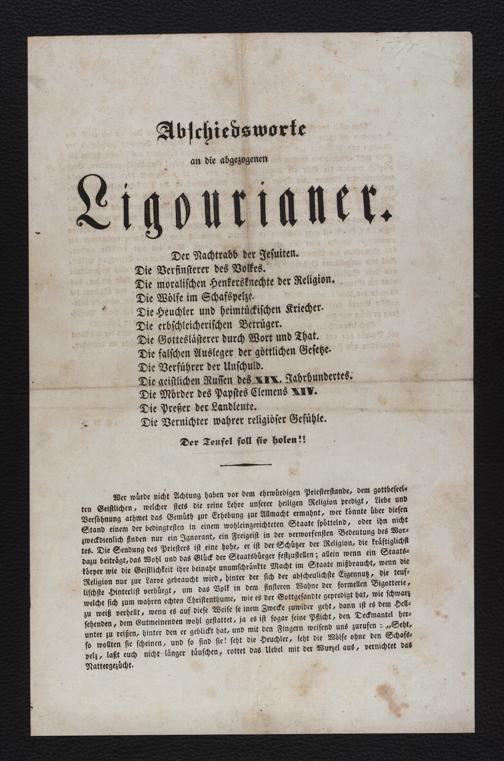 Abschiedsworte
an die abgezogenen
Ligourianer.
Der Nachtrabb der Jesuiten.
Die Verfinsterer des Volkes.
Die moralischen Henkersknechte der Religion.
Die Wölfe im Schafspelze.
Die Heuchler und heimtückischen Kriecher.
Die erbschleicherischen Betrüger.
Die Gotteslästerer durch Wort und That.
Die falschen Ausleger der göttlichen Gesetze.
Die Verführer der Unschuld.
Die geistlichen Russen des XIX. Jahrhundertes.
Die Mörder des Papstes Clemens XIV.
Die Preßer der Landleute.
Die Vernichter wahrer religiöser Gefühle.
Der Teufel soll sie holen!!
Wer würde nicht Achtung haben vor dem ehrwürdigen Priesterstande, dem gottbeseel-
ten Geistlichen, welcher stets die reine Lehre unserer heiligen Religion predigt, Liebe und
Versöhnung athmet das Gemüth zur Erhebung zur Allmacht ermahnt, wer könnte über diesen
Stand einem der bedingtesten in einem wohleingerichteten Staate spöttelnd, oder ihn nicht
zweckdienlich finden nur ein Ignorant, ein Freigeist in der verworfensten Bedeutung des Wor-
tes. Die Sendung des Priesters ist eine hohe, er ist der Schützer der Religion, die kräftiglichst
dazu beiträgt, das Wohl und das Glück der Staatsbürger festzustellen; allein wenn ein Staats-
körper wie die Geistlichkeit ihre beinahe unumschränkte Macht im Staate mißbraucht, wenn die
Religion nur zur Larve gebraucht wird, hinter der sich der abscheulichste Eigennutz, die teuf-
lischste Hinterlist verbürgt, um das Volk in dem finsteren Wahne der formellen Bigotterie,
welche sich zum wahren echten Christenthume, wie es der Gottgesandte gepredigt hat, wie schwarz
zu weiß verhelt, wenn es auf diese Weise so einem Zwecke zuwider geht, dann ist es dem Hell-
sehenden, dem Gutmeinenden wohl gestattet, ja es ist sogar seine Pflicht, den Deckmantel her-
unter zu reißen, hinter den er geblickt hat, und mit den Fingern weisend uns zurufen: „Seht,
so wollten sie scheinen, und so sind sie! seht die Heuchler, seht die Wölfe ohne den Schafs-
pelz, laßt euch nicht länger täuschen, rottet das Uebel mit der Wurzel aus, vernichtet das
Natterngezücht.